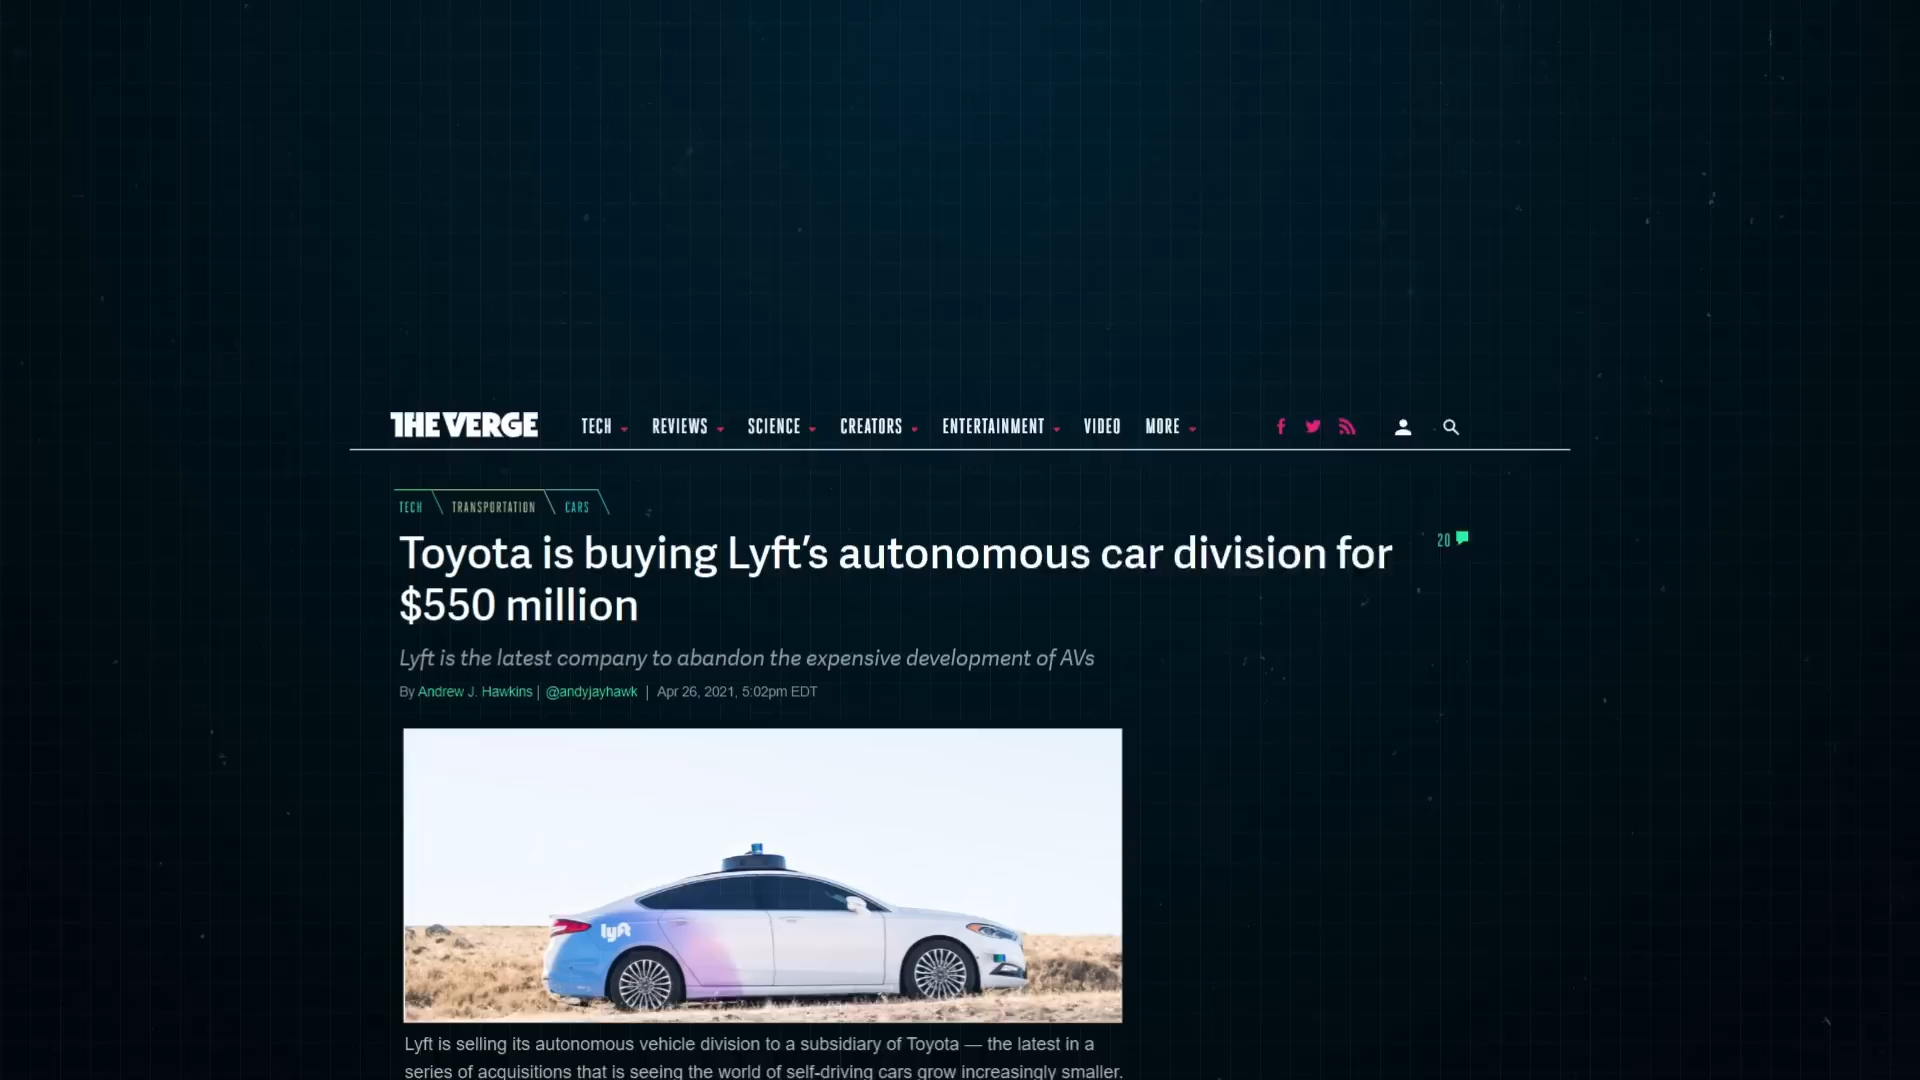 THE VERGE TECH REVIEWS SCIENCE CREATORS ENTERTAINMENT VIDEO MORE
TECH TRANSPORTATION CARS
Toyota is buying Lyft’s autonomous car division for
$550 million
20
Lyft is the latest company to abandon the expensive development of AVs
By Andrew J. Hawkins | @andyjayhawk | Apr 26, 2021, 5:02pm EDT
lyft
Lyft is selling its autonomous vehicle division to a subsidiary of Toyota — the latest in a
series of acquisitions that is seeing the world of self-driving cars grow increasingly smaller.